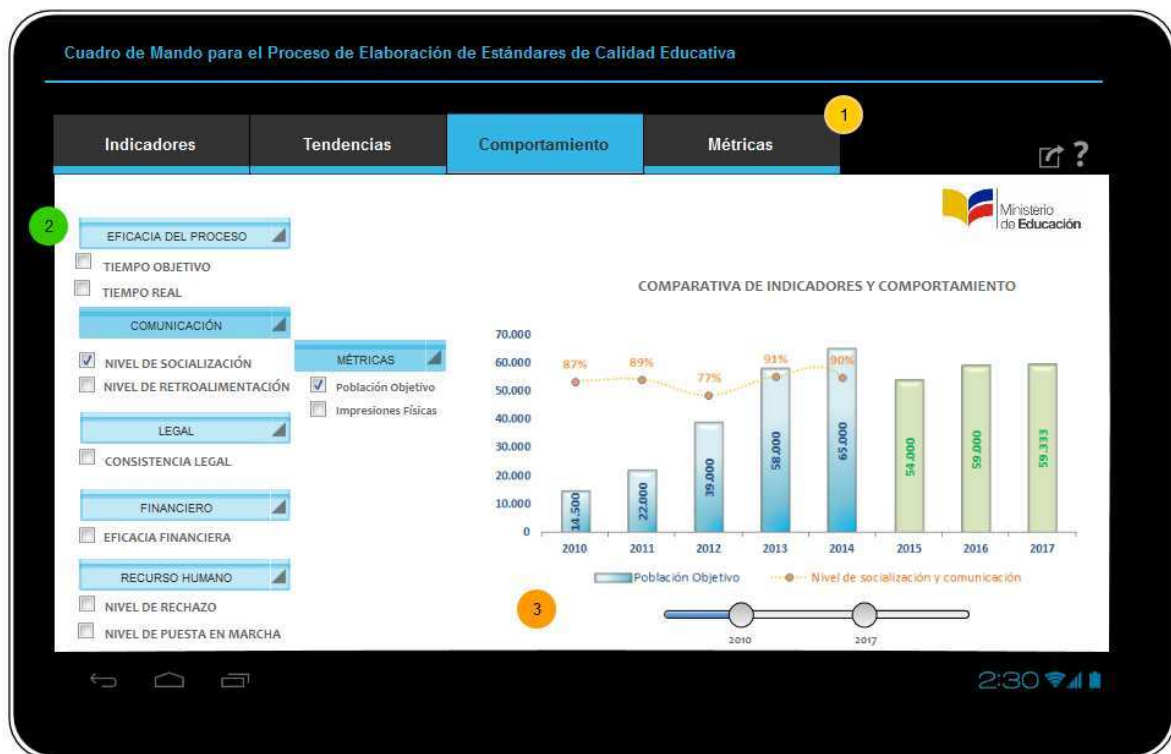 Cuadro de Mando para el Proceso de Elaboración de Estándares de Calidad Educativa
1
Indicadores
Tendencias
Comportamiento
Métricas
?
Ministerio
de Educación
2
EFICACIA DEL PROCESO
TIEMPO OBJETIVO
TIEMPO REAL
COMUNICACIÓN
NIVEL DE SOCIALIZACIÓN
NIVEL DE RETROALIMENTACIÓN
LEGAL
CONSISTENCIA LEGAL
FINANCIERO
EFICACIA FINANCIERA
RECURSO HUMANO
NIVEL DE RECHAZO
NIVEL DE PUESTA EN MARCHA
MÉTRICAS
Población Objetivo
Impresiones Físicas
COMPARATIVA DE INDICADORES Y COMPORTAMIENTO
70.000
60.000
50.000
40.000
30.000
20.000
10.000
0
87%
89%
77%
91%
90%
14.500
22.000
39.000
58.000
65.000
54.000
59.000
59.333
2010
2011
2012
2013
2014
2015
2016
2017
Población Objetivo
Nivel de socialización y comunicación
3
2010
2017
2:30